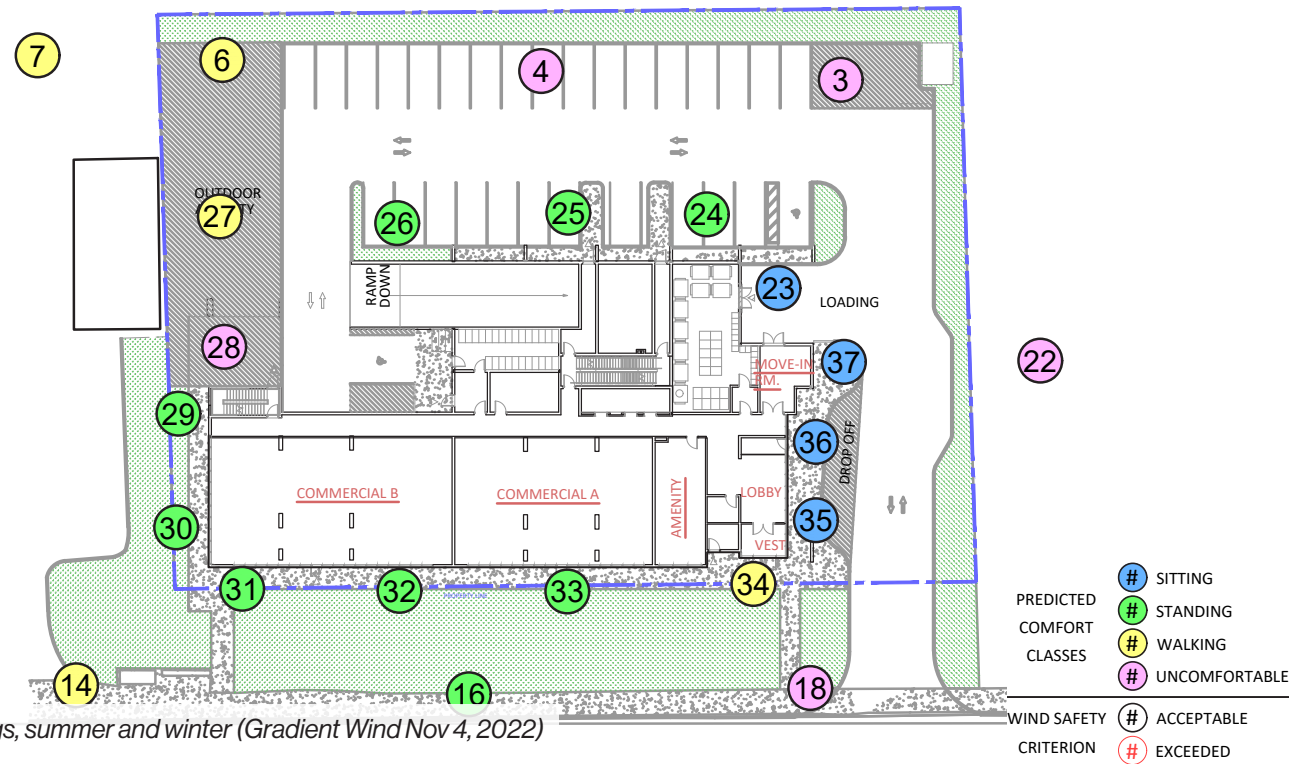 7
6
4
3
OUTDOOR
27
26
25
24
RAMP
DOWN
23
LOADING
28
37
22
MOVE-IN
RM.
29
36
DROP OFF
COMMERCIAL B
COMMERCIAL A
AMENITY
LOBBY
30
35
VEST
31
32
33
34
PROPERTY LINE
14
16
18
PREDICTED
COMFORT
CLASSES
# SITTING
# STANDING
# WALKING
# UNCOMFORTABLE
WIND SAFETY
CRITERION
# ACCEPTABLE
# EXCEEDED
gs, summer and winter (Gradient Wind Nov 4, 2022)